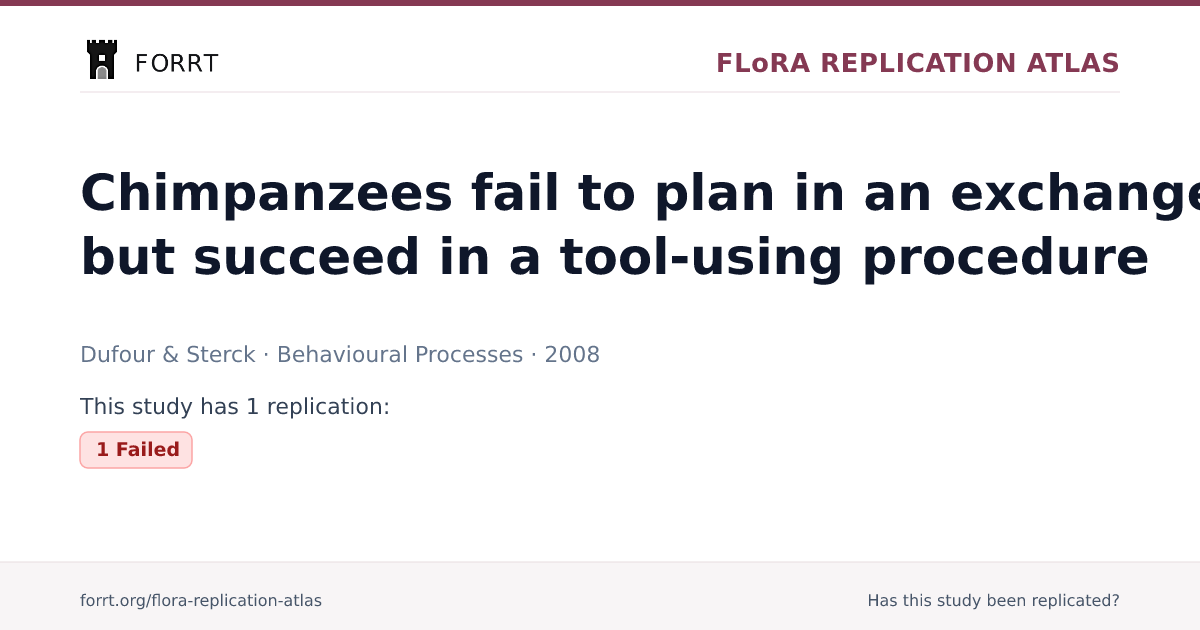 FORRT
FLoRA REPLICATION ATLAS
Chimpanzees fail to plan in an exchange
but succeed in a tool-using procedure
Dufour & Sterck · Behavioural Processes · 2008
This study has 1 replication:
1 Failed
forrt.org/flora-replication-atlas
Has this study been replicated?